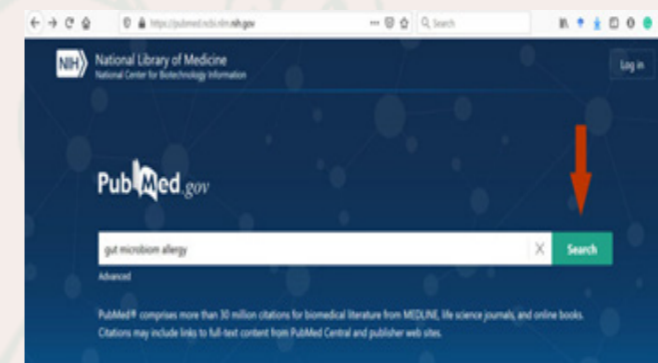 https://pubmed.ncbi.nlm.nih.gov
Search
NIH
National Library of Medicine
National Center for Biotechnology Information
Log in
PubMed.gov
gut microbiom allergy
Search
Advanced
PubMed® comprises more than 30 million citations for biomedical literature from MEDLINE, life science journals, and online books.
Citations may include links to full-text content from PubMed Central and publisher web sites.